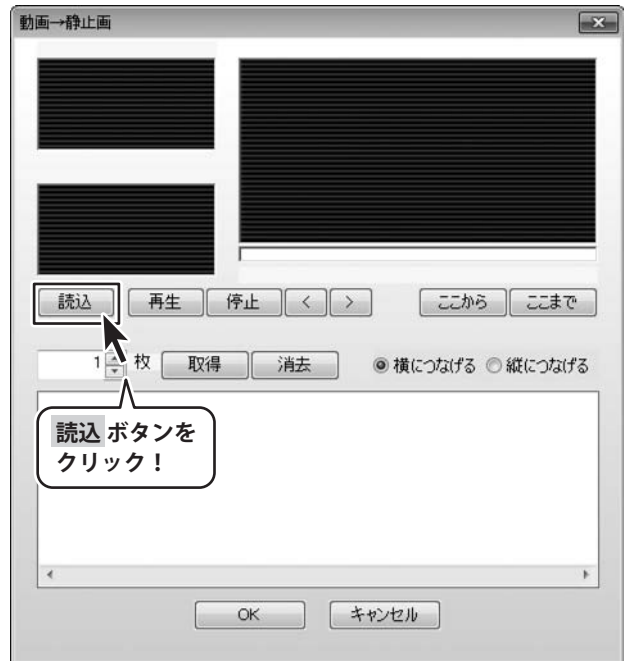 動画→静止画
読込 再生 停止 < > ここから ここまで
1 枚 取得 消去 横につなげる 縦につなげる
読込 ボタンを
クリック！
OK キャンセル